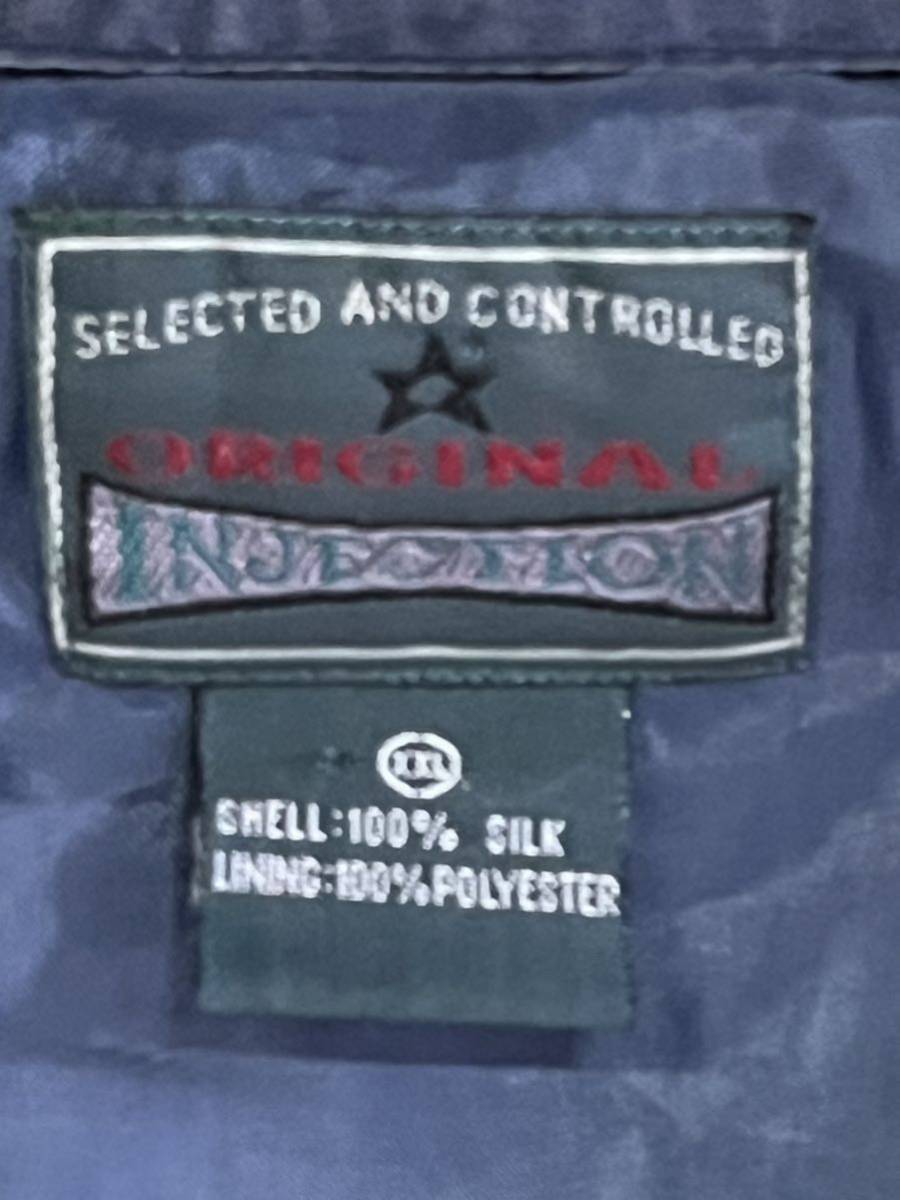 SELECTED AND CONTROLLED
ORIGINAL
INJECTION
XXL
SHELL:100% SILK
LINING:100%POLYESTER